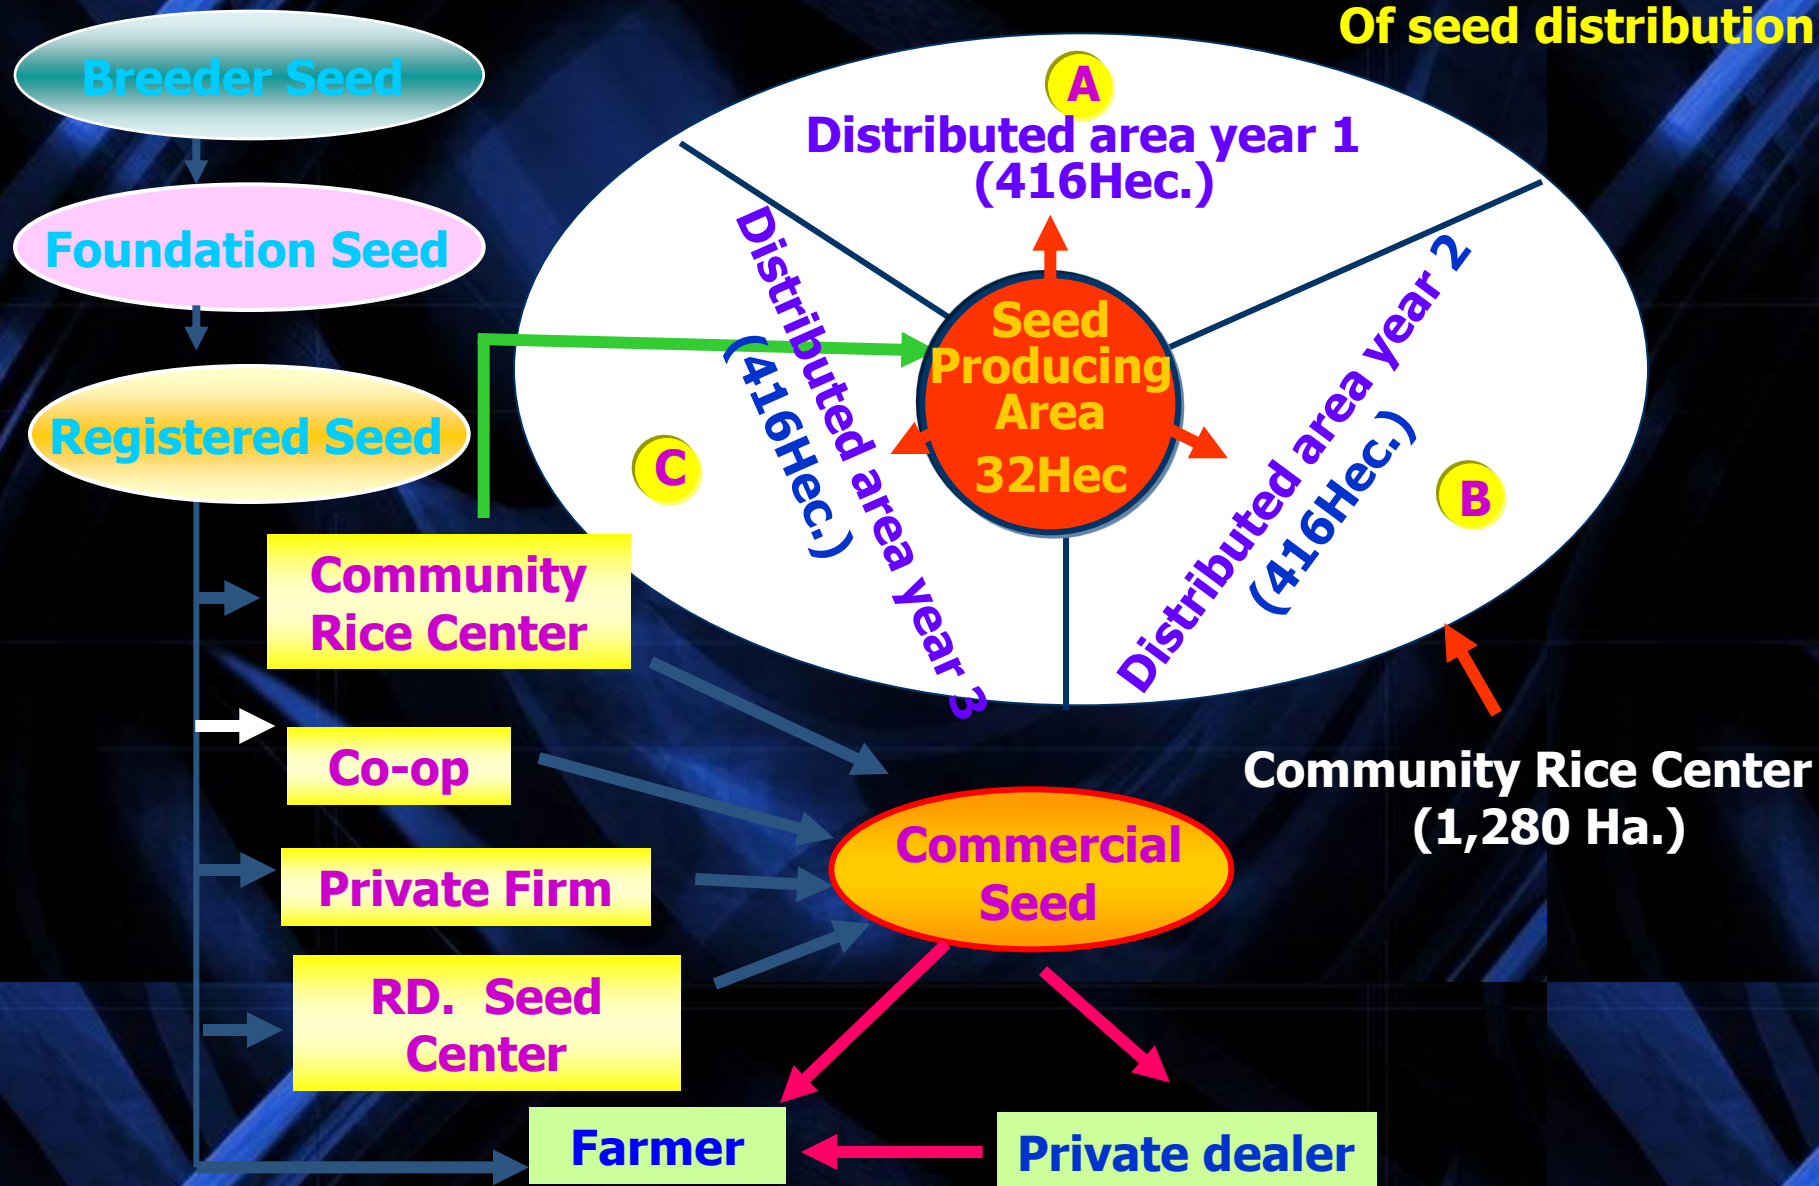 Of seed distribution
Breeder Seed
Foundation Seed
Registered Seed
A
Distributed area year 1
(416Hec.)
Distributed area year 2
(416Hec.)
B
Distributed area year 3
(416Hec.)
C
Seed
Producing
Area
32Hec
Community
Rice Center
Co-op
Private Firm
RD. Seed
Center
Commercial
Seed
Community Rice Center
(1,280 Ha.)
Farmer
Private dealer